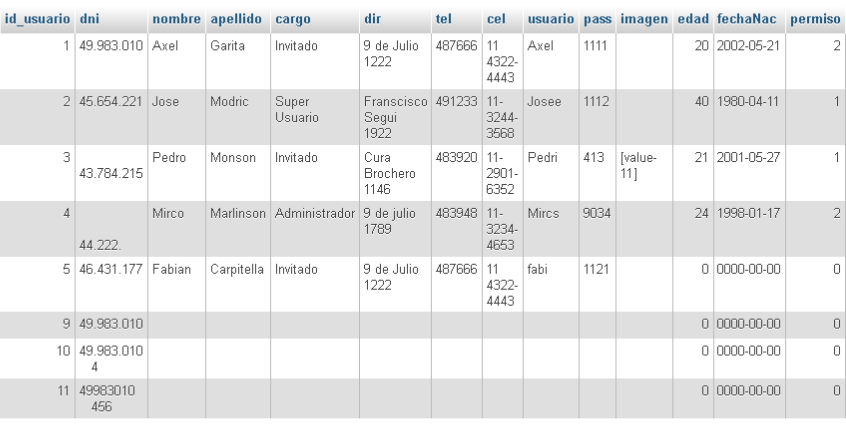 id_usuario dni nombre apellido cargo dir tel cel usuario pass imagen edad fechaNac permiso
1 49.983.010 Axel Garita Invitado 9 de Julio 487666 11 Axel 1111 20 2002-05-21 2
1222 4322-
4443
2 45.654.221 Jose Modric Super Franscisco 491233 11- Josee 1112 40 1980-04-11 1
Usuario Segui 3244-
1922 3568
3 Pedro Monson Invitado Cura 483920 11- Pedri 413 [value- 21 2001-05-27 1
43.784.215 Brochero 2901- 11]
1146 6352
4 Mirco Marlinson Administrador 9 de julio 483948 11- Mircs 9034 24 1998-01-17 2
1789 3234-
44.222. 4653
5 46.431.177 Fabian Carpitella Invitado 9 de Julio 487666 11 fabi 1121 0 0000-00-00 0
1222 4322-
4443
9 49.983.010 0 0000-00-00 0
10 49.983.010 0 0000-00-00 0
4
11 49983010 0 0000-00-00 0
456